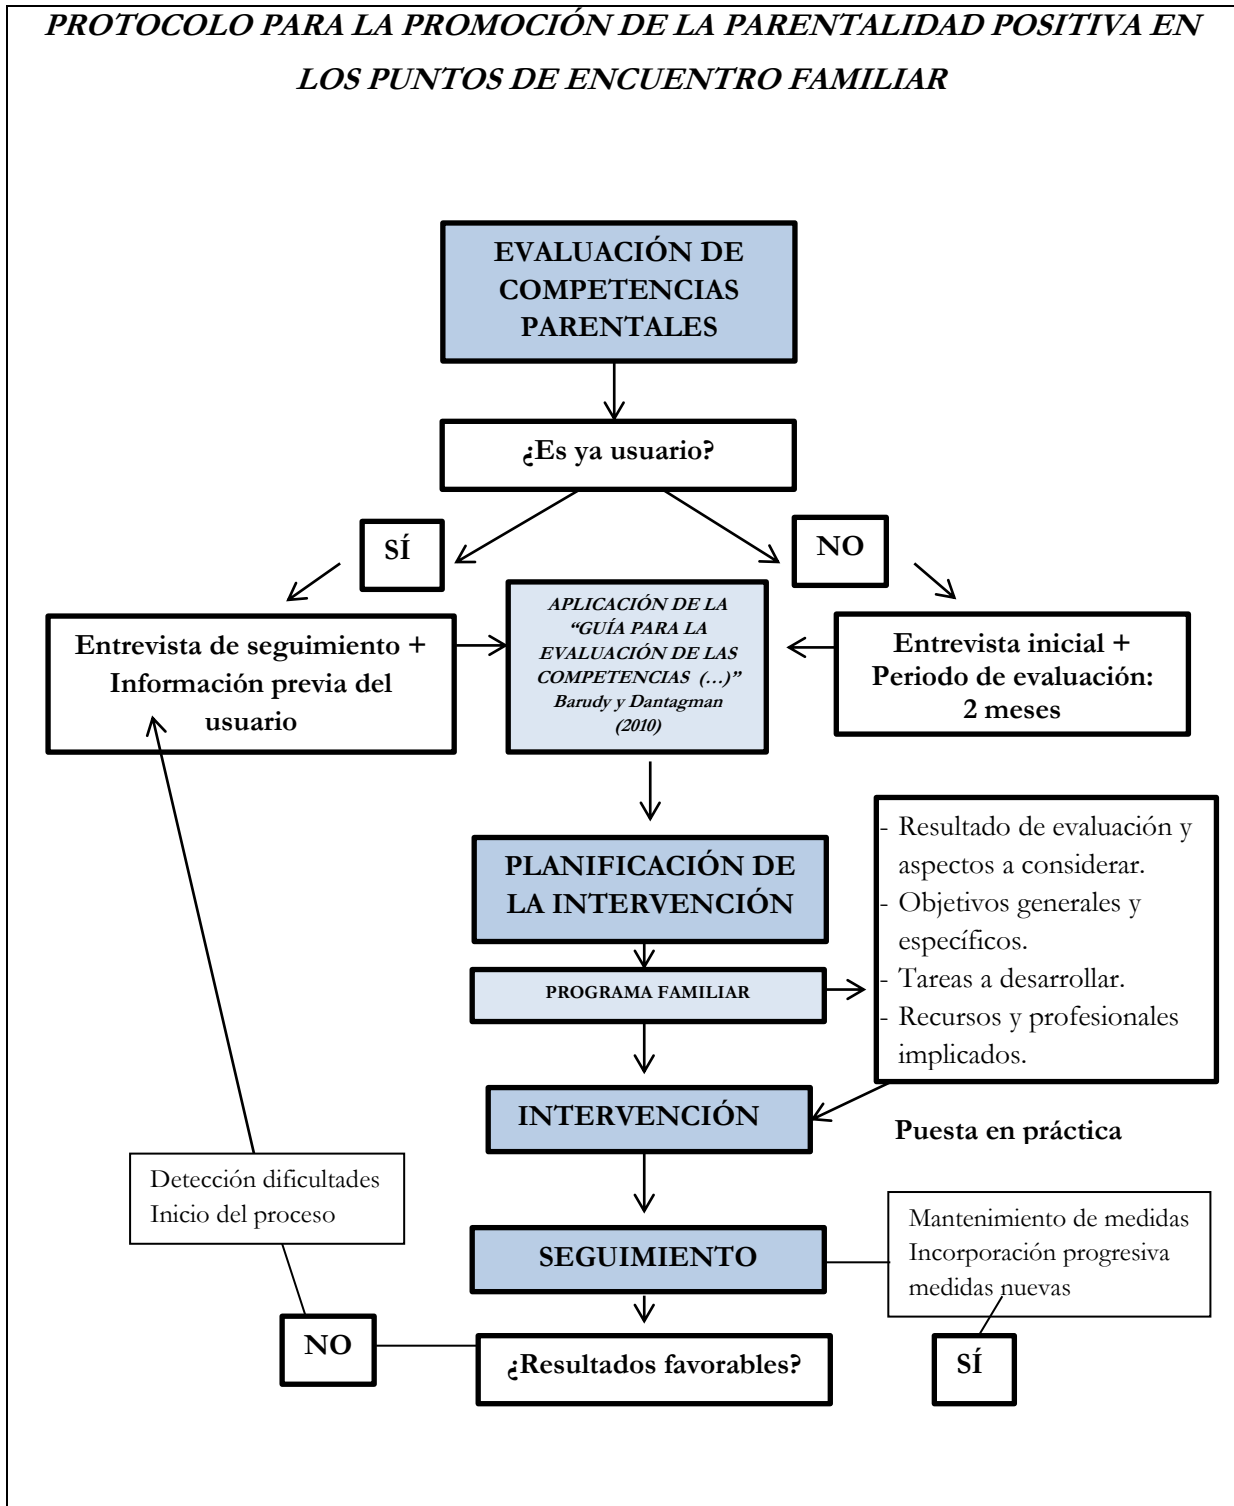 PROTOCOLO PARA LA PROMOCIÓN DE LA PARENTALIDAD POSITIVA EN
LOS PUNTOS DE ENCUENTRO FAMILIAR
EVALUACIÓN DE
COMPETENCIAS
PARENTALES
¿Es ya usuario?
SÍ
NO
Entrevista de seguimiento +
Información previa del
usuario
APLICACIÓN DE LA
“GUÍA PARA LA
EVALUACIÓN DE LAS
COMPETENCIAS (…)”
Barudy y Dantagman
(2010)
Entrevista inicial +
Periodo de evaluación:
2 meses
PLANIFICACIÓN DE
LA INTERVENCIÓN
PROGRAMA FAMILIAR
- Resultado de evaluación y
aspectos a considerar.
- Objetivos generales y
específicos.
- Tareas a desarrollar.
- Recursos y profesionales
implicados.
INTERVENCIÓN
Puesta en práctica
Detección dificultades
Inicio del proceso
SEGUIMIENTO
Mantenimiento de medidas
Incorporación progresiva
medidas nuevas
NO
¿Resultados favorables?
SÍ